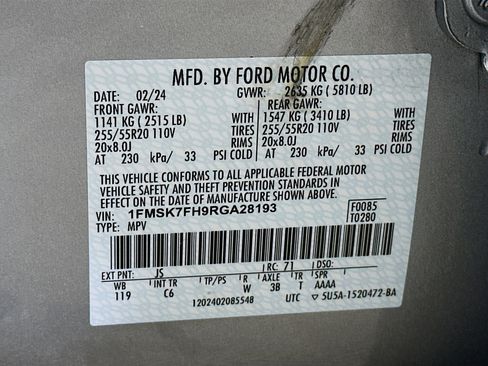 MFD. BY FORD MOTOR CO.
DATE: 02/24 GVWR: 2635 KG ( 5810 LB)
FRONT GAWR: REAR GAWR:
1141 KG ( 2515 LB) WITH 1547 KG ( 3410 LB) WITH
255/55R20 110V TIRES 255/55R20 110V TIRES
20x8.0J RIMS 20x8.0J RIMS
AT 230 kPa/ 33 PSI COLD AT 230 kPa/ 33 PSI COLD
THIS VEHICLE CONFORMS TO ALL APPLICABLE FEDERAL MOTOR
VEHICLE SAFETY AND THEFT PREVENTION STANDARDS IN
EFFECT ON THE DATE OF MANUFACTURE SHOWN ABOVE.
VIN: 1FMSK7FH9RGA28193 F0085
TYPE: MPV T0280
EXT PNT: JS RC: 71 DSO:
WB INT TR TP/PS R AXLE TR SPR
119 C6 W 3B T AAAA
1202402085548 UTC 5U5A-1520472-BA